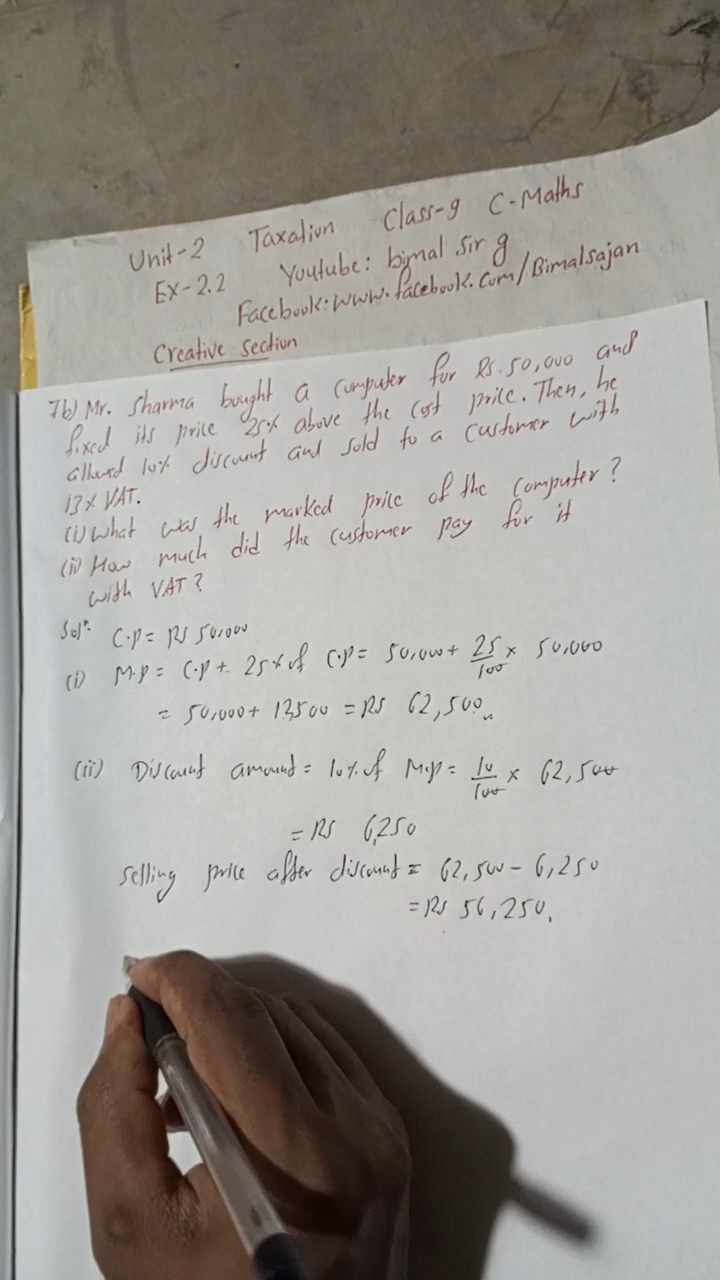 Unit-2 Taxation Class-9 C-Maths
Ex-2.2 Youtube: bimal sir g
Facebook: www.facebook.com/Bimalsajan
Creative section
7b) Mr. Sharma bought a computer for Rs. 50,000 and
fixed its price 25% above the cost price. Then, he
allowed 10% discount and sold to a customer with
13% VAT.
(i) What was the marked price of the computer?
(ii) How much did the customer pay for it
with VAT?
Solⁿ. C.P = RS 50,000
(i) M.P = C.P + 25% of C.P = 50,000 + 25/100 × 50,000
= 50,000 + 12,500 = RS 62,500
(ii) Discount amount = 10% of M.P = 10/100 × 62,500
= RS 6,250
Selling price after discount = 62,500 - 6,250
= RS 56,250.